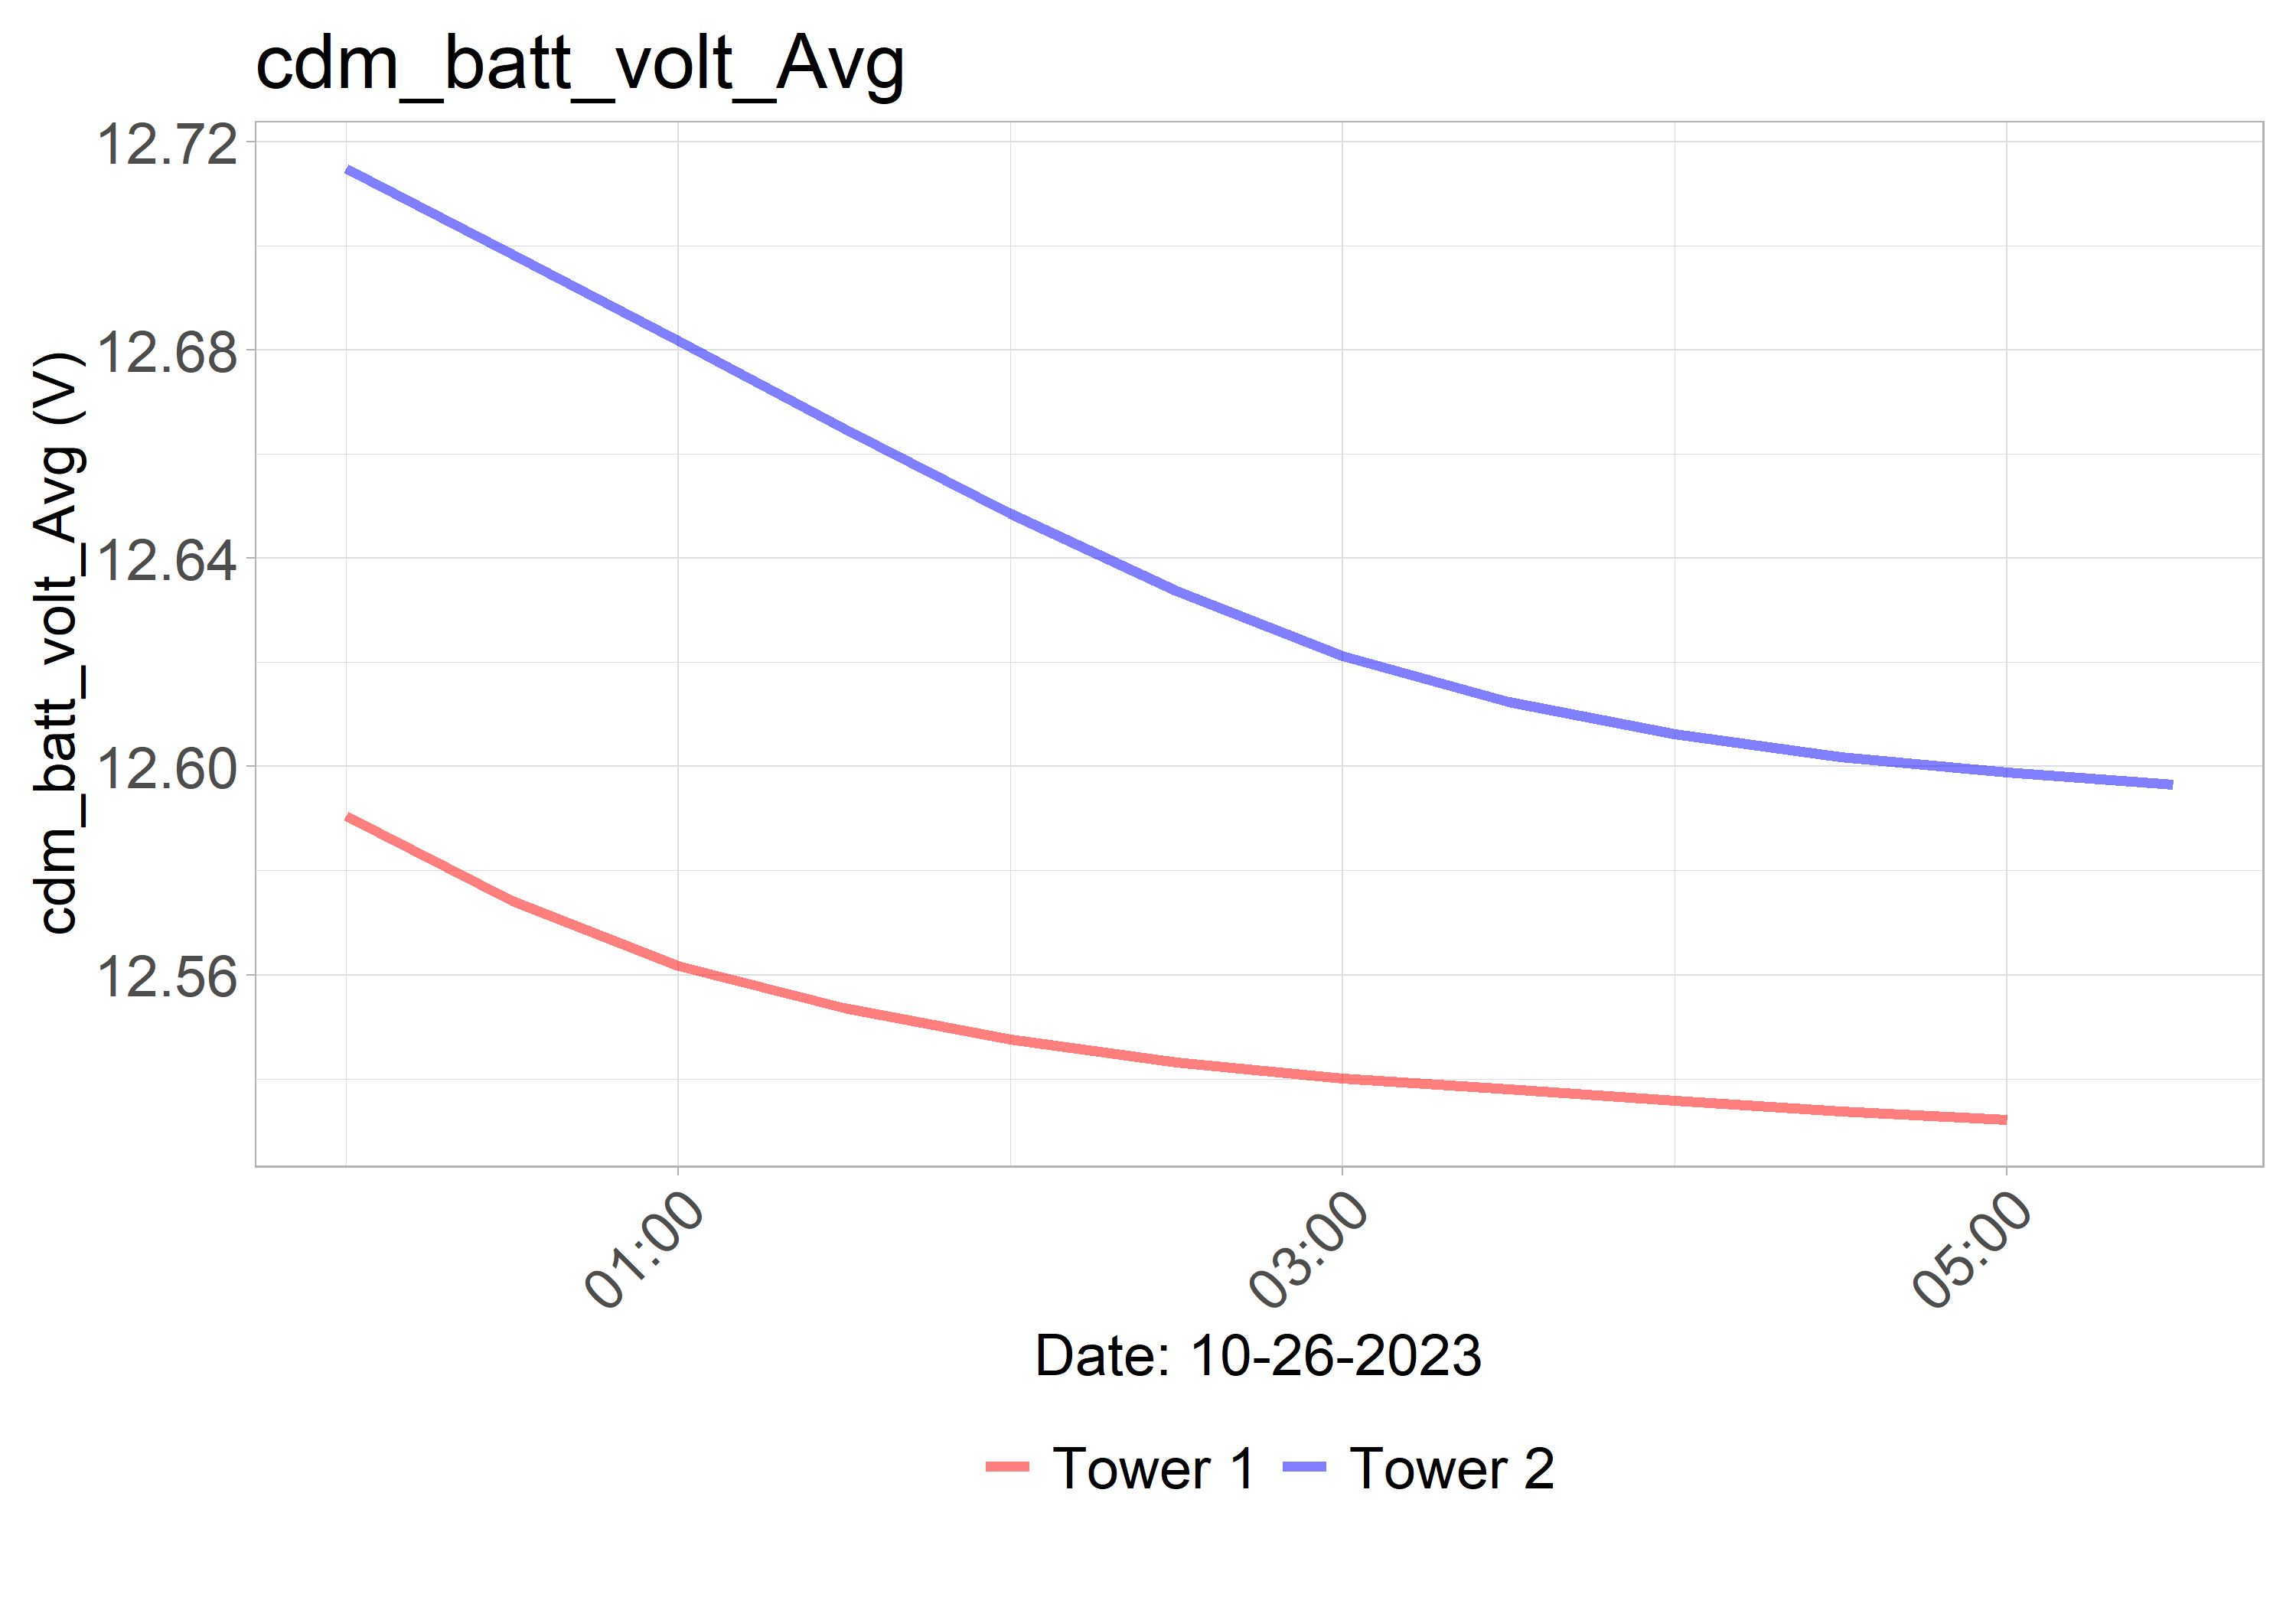 cdm_batt_volt_Avg
cdm_batt_volt_Avg (V)
12.72
12.68
12.64
12.60
12.56
01:00
03:00
05:00
Date: 10-26-2023
Tower 1
Tower 2